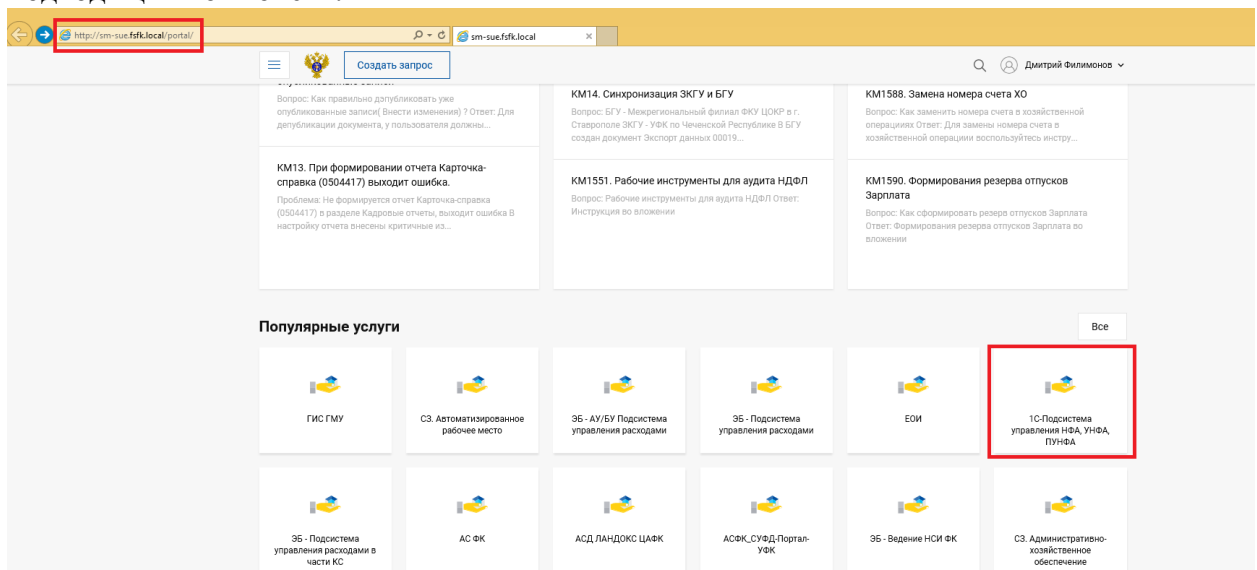 http://sm-sue.fsfk.local/portal/
sm-sue.fsfk.local
Создать запрос
Дмитрий Филимонов
Вопрос: Как правильно дэпубликовать уже
опубликованные записи( Внести изменения) ? Ответ: Для
депубликации документа, у пользователя должны...
КМ14. Синхронизация ЗКГУ и БГУ
Вопрос: БГУ - Межрегиональный филиал ФКУ ЦОКР в г.
Ставрополе ЗКГУ - УФК по Чеченской Республике В БГУ
создан документ Экспорт данных 00019...
КМ1588. Замена номера счета ХО
Вопрос: Как заменить номера счета в хозяйственной
операциях Ответ: Для замены номера счета в
хозяйственной операции воспользуйтесь инстру...
КМ13. При формировании отчета Карточка-
справка (0504417) выходит ошибка.
Проблема: Не формируется отчет Карточка-справка
(0504417) в разделе Кадровые отчеты, выходит ошибка В
настройку отчета внесены критичные из...
КМ1551. Рабочие инструменты для аудита НДФЛ
Вопрос: Рабочие инструменты для аудита НДФЛ Ответ:
Инструкция во вложении
КМ1590. Формирования резерва отпусков
Зарплата
Вопрос: Как сформировать резерв отпусков Зарплата
Ответ: Формирования резерва отпусков Зарплата во
вложении
Популярные услуги
Все
ГИС ГМУ
СЗ. Автоматизированное
рабочее место
ЭБ - АУ/БУ Подсистема
управления расходами
ЭБ - Подсистема
управления расходами
ЕОИ
1С-Подсистема
управления НФА, УНФА,
ПУНФА
ЭБ - Подсистема
управления расходами в
части КС
АС ФК
АСД ЛАНДОКС ЦАФК
АСФК_СУФД-Портал-
УФК
ЭБ - Ведение НСИ ФК
СЗ. Административно-
хозяйственное
обеспечение